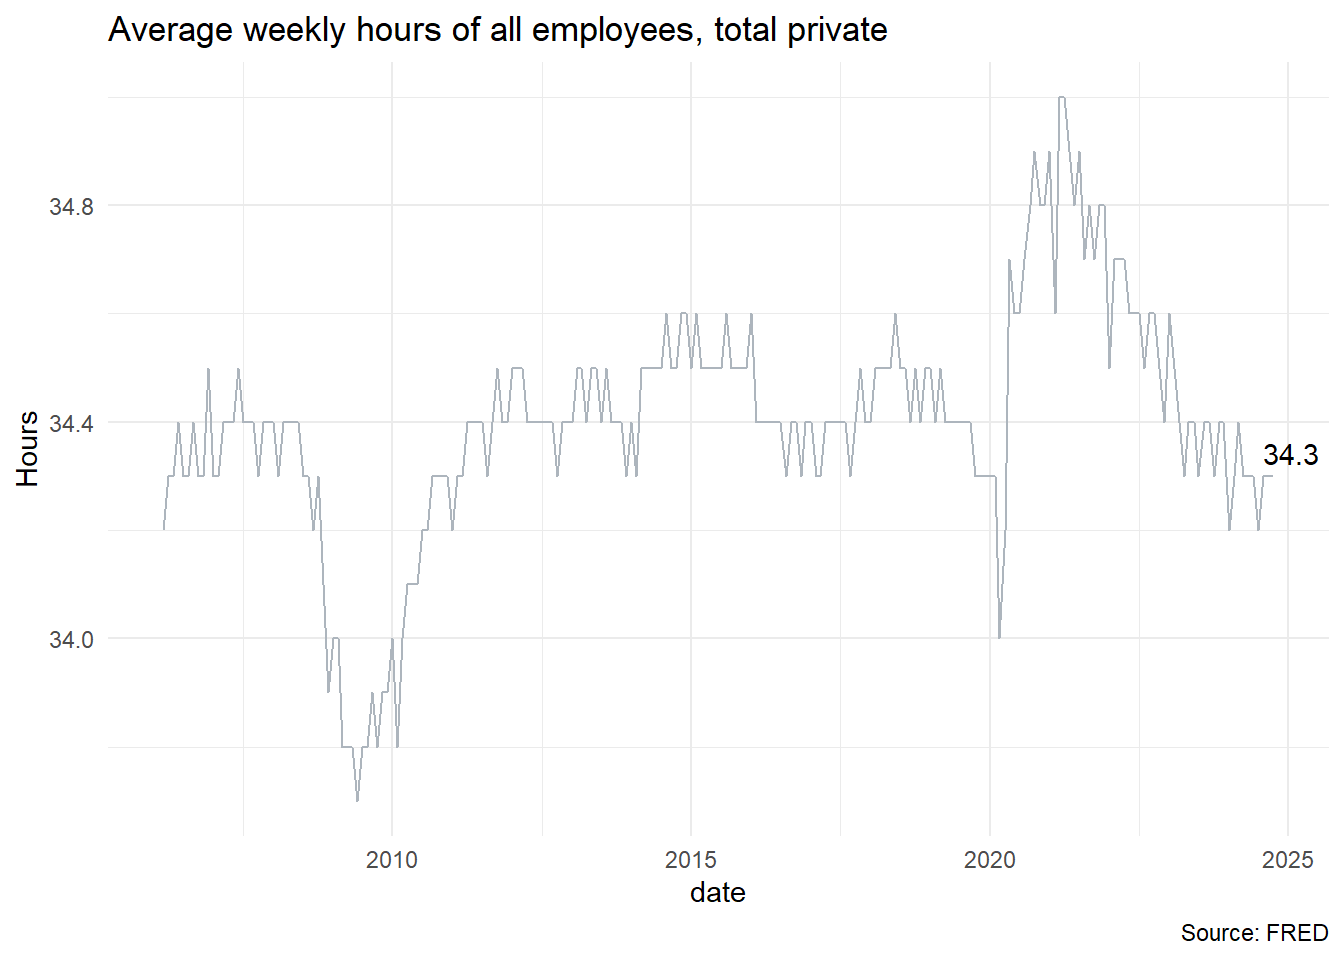 Average weekly hours of all employees, total private
34.8
34.4
34.0
Hours
34.3
2010
2015
2020
2025
date
Source: FRED